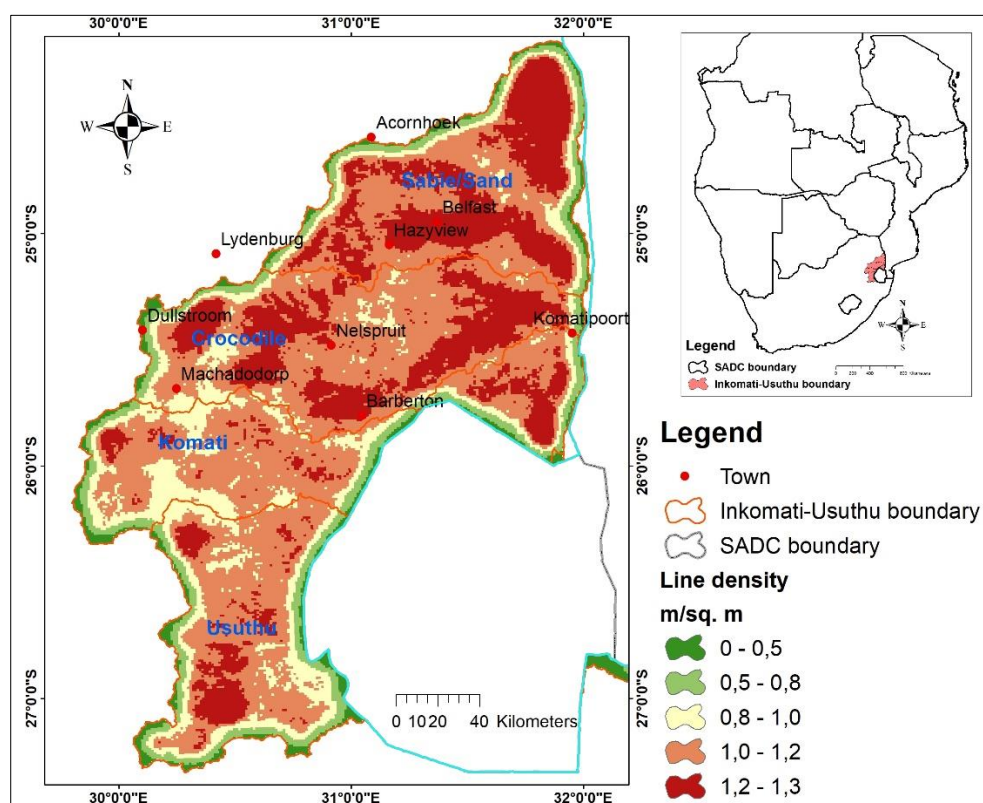 30°0'0"E 31°0'0"E 32°0'0"E
N
W E
S
Acornhoek
Sabie/Sand
Belfast
Hazyview
Lydenburg
Dullstroom
Crocodile
Nelspruit
Komatipoort
Machadodorp
Barberton
Komati
Usuthu
25°0'0"S
26°0'0"S
27°0'0"S
25°0'0"S
26°0'0"S
27°0'0"S
0 10 20 40 Kilometers
30°0'0"E 31°0'0"E 32°0'0"E
N
W E
S
Legend
SADC boundary
Inkomati-Usuthu boundary
Legend
Town
Inkomati-Usuthu boundary
SADC boundary
Line density
m/sq. m
0 - 0,5
0,5 - 0,8
0,8 - 1,0
1,0 - 1,2
1,2 - 1,3